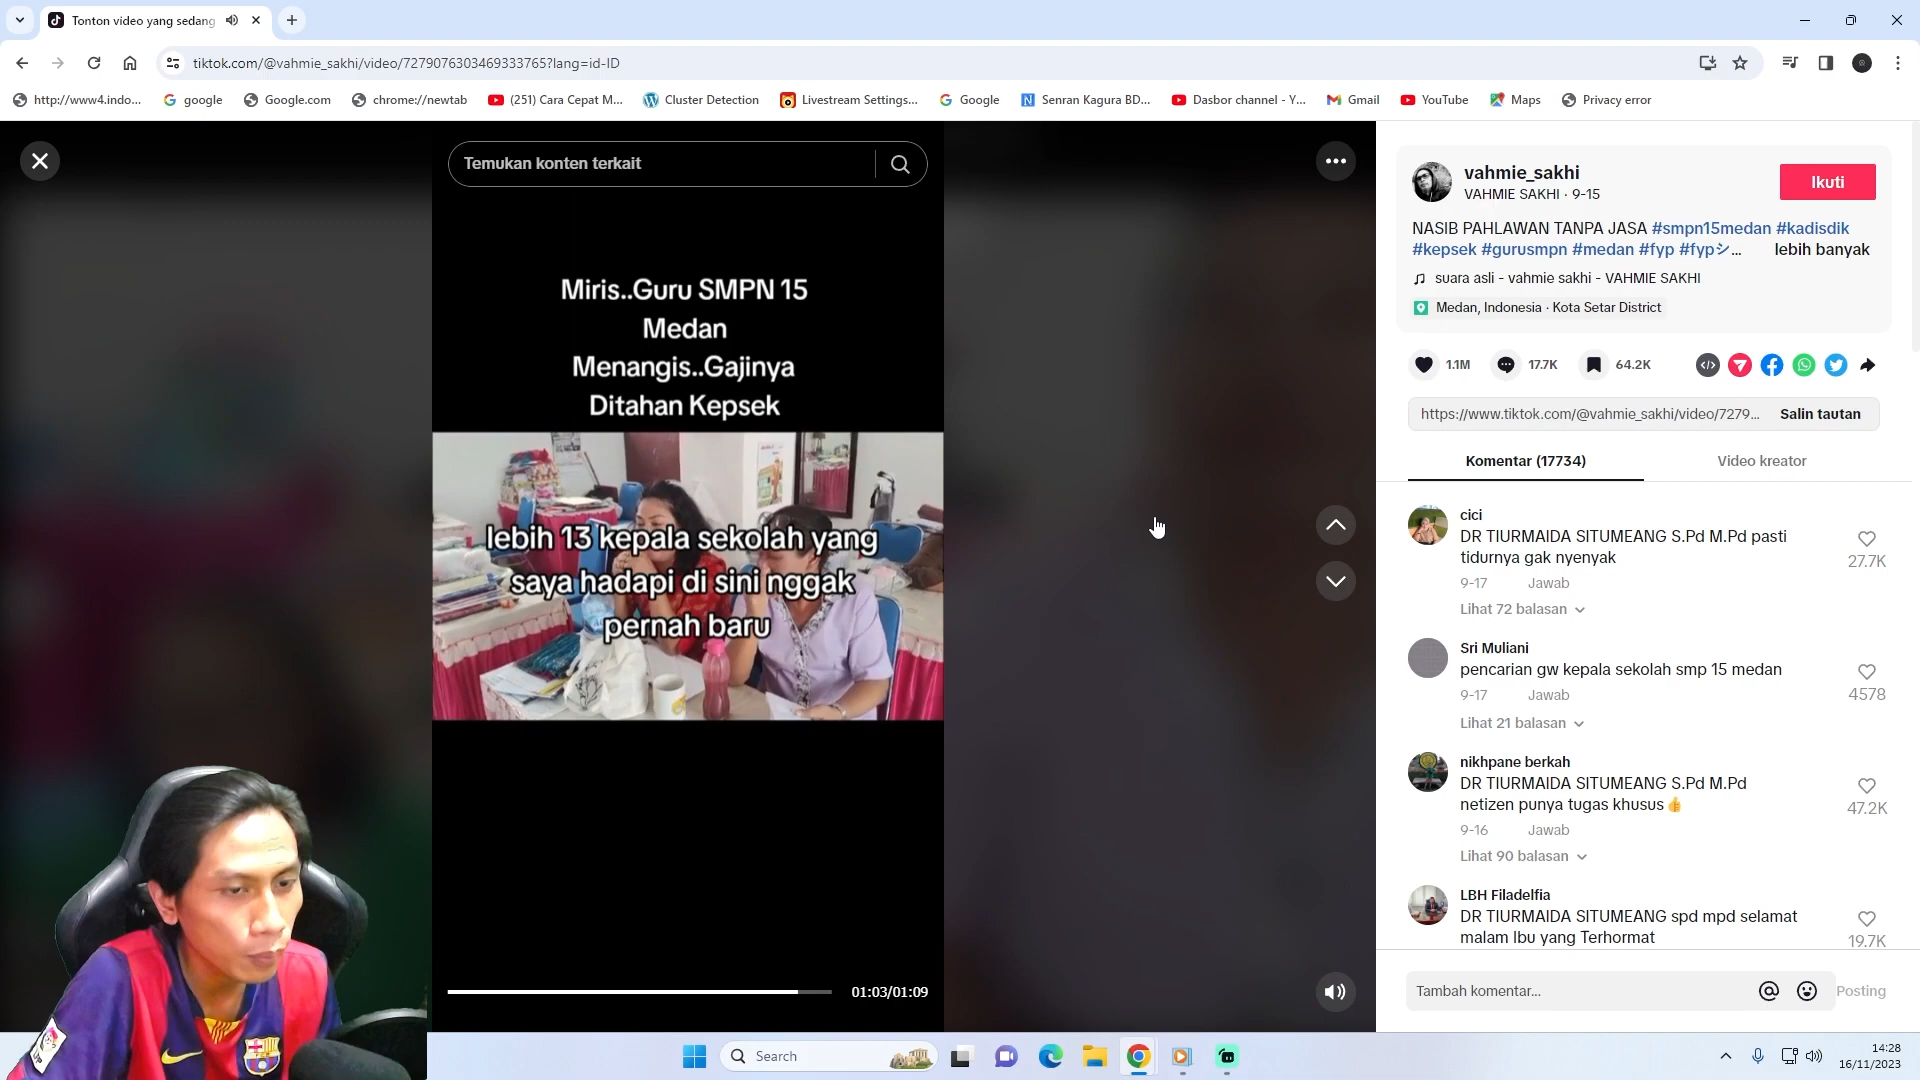 Tonton video yang sedang
tiktok.com/@vahmie_sakhi/video/7279076303469333765?lang=id-ID
http://www4.indo...
google
Google.com
chrome://newtab
(251) Cara Cepat M...
Cluster Detection
Livestream Settings...
Google
Senran Kagura BD...
Dasbor channel - Y...
Gmail
YouTube
Maps
Privacy error
Temukan konten terkait
Miris..Guru SMPN 15
Medan
Menangis..Gajinya
Ditahan Kepsek
lebih 13 kepala sekolah yang
saya hadapi di sini nggak
pernah baru
01:03/01:09
vahmie_sakhi
VAHMIE SAKHI · 9-15
Ikuti
NASIB PAHLAWAN TANPA JASA #smpn15medan #kadisdik
#kepsek #gurusmpn #medan #fyp #fypシ... lebih banyak
suara asli - vahmie sakhi - VAHMIE SAKHI
Medan, Indonesia · Kota Setar District
1.1M
17.7K
64.2K
https://www.tiktok.com/@vahmie_sakhi/video/7279... Salin tautan
Komentar (17734)
Video kreator
cici
DR TIURMAIDA SITUMEANG S.Pd M.Pd pasti
tidurnya gak nyenyak
27.7K
9-17 Jawab
Lihat 72 balasan
Sri Muliani
pencarian gw kepala sekolah smp 15 medan
4578
9-17 Jawab
Lihat 21 balasan
nikhpane berkah
DR TIURMAIDA SITUMEANG S.Pd M.Pd
netizen punya tugas khusus👍
47.2K
9-16 Jawab
Lihat 90 balasan
LBH Filadelfia
DR TIURMAIDA SITUMEANG spd mpd selamat
malam Ibu yang Terhormat
19.7K
Tambah komentar...
Posting
Search
14:28
16/11/2023